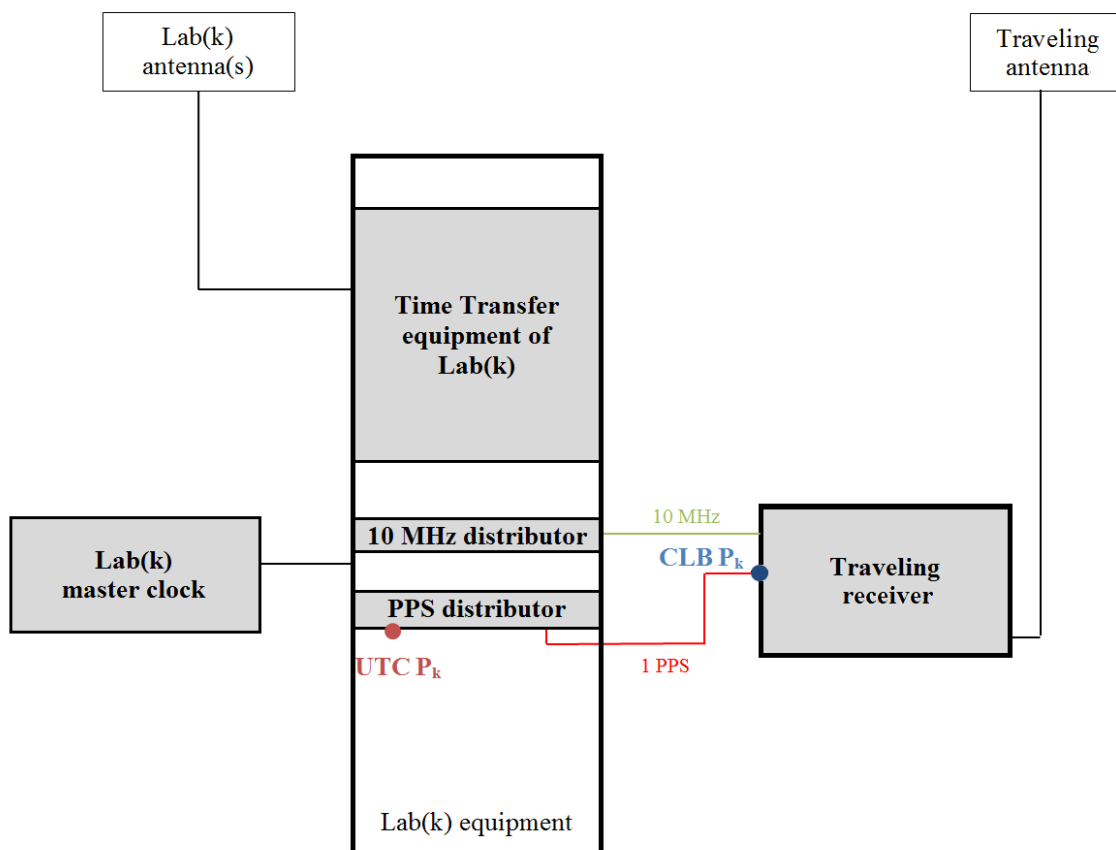 Lab(k)
antenna(s)
Traveling
antenna
Time Transfer
equipment of
Lab(k)
10 MHz distributor
10 MHz
Lab(k)
master clock
CLB Pk
Traveling
receiver
PPS distributor
UTC Pk
1 PPS
Lab(k) equipment